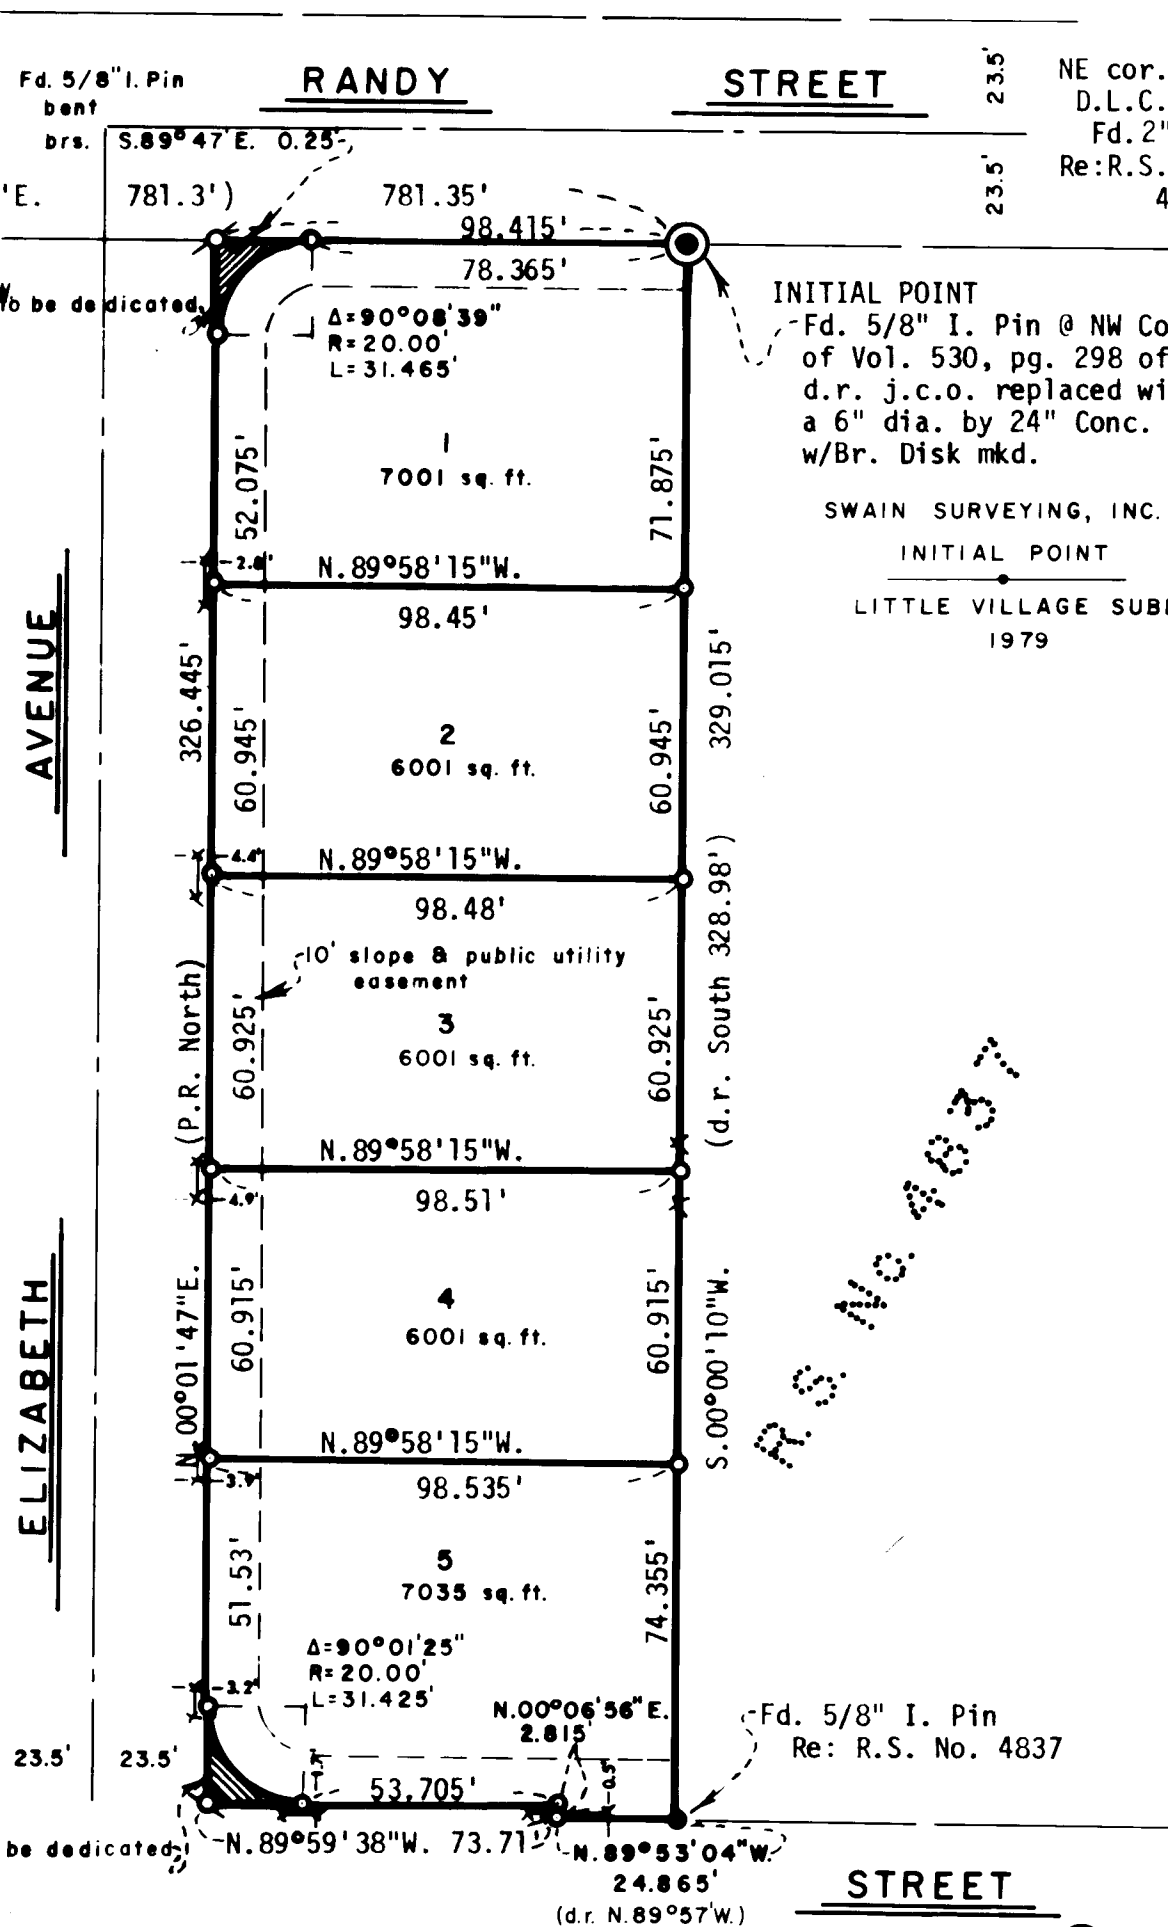 RANDY STREET
Fd. 5/8" I. Pin
bent
brs. S.89°47'E. 0.25'
23.5'
23.5'
NE cor.
D.L.C.
Fd. 2"
Re:R.S.
4
'E. 781.3')
781.35'
98.415'
78.365'
To be dedicated
Δ=90°08'39"
R=20.00'
L=31.465'
INITIAL POINT
Fd. 5/8" I. Pin @ NW Co
of Vol. 530, pg. 298 of
d.r. j.c.o. replaced wi
a 6" dia. by 24" Conc.
w/Br. Disk mkd.
SWAIN SURVEYING, INC.
INITIAL POINT
LITTLE VILLAGE SUB
1979
52.075'
1
7001 sq. ft.
71.875'
2.8'
N.89°58'15"W.
98.45'
AVENUE
326.445'
60.945'
2
6001 sq. ft.
60.945'
329.015'
4.4'
N.89°58'15"W.
98.48'
10' slope & public utility
easement
(P.R. North)
60.925'
3
6001 sq. ft.
60.925'
(d.r. South 328.98')
N.89°58'15"W.
4.9'
98.51'
R S NO. 4837
ELIZABETH
N.00°01'47"E.
60.915'
4
6001 sq. ft.
60.915'
S.00°00'10"W.
N.89°58'15"W.
98.535'
51.53'
5
7035 sq. ft.
74.355'
Δ=90°01'25"
R=20.00'
L=31.425'
3.2'
N.00°06'56"E.
2.815'
Fd. 5/8" I. Pin
Re: R.S. No. 4837
23.5' 23.5'
53.705'
0.5'
be dedicated
N.89°59'38"W. 73.71'
N.89°53'04"W.
24.865'
(d.r. N.89°57'W.)
STREET